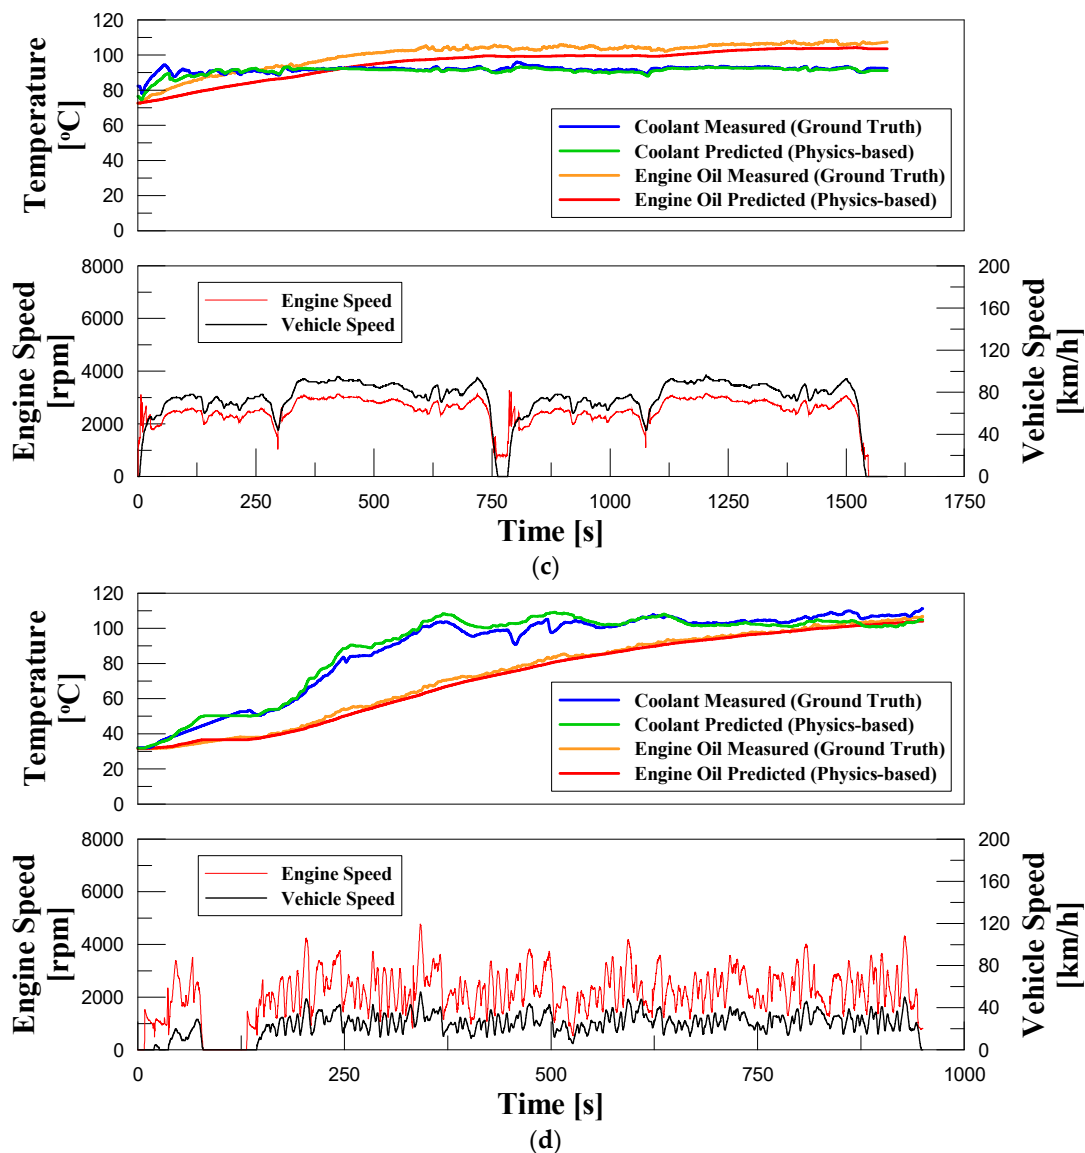 120
100
80
60
40
20
0
Temperature
[oC]
Coolant Measured (Ground Truth)
Coolant Predicted (Physics-based)
Engine Oil Measured (Ground Truth)
Engine Oil Predicted (Physics-based)
8000
6000
4000
2000
0
Engine Speed
[rpm]
Engine Speed
Vehicle Speed
200
160
120
80
40
0
Vehicle Speed
[km/h]
0 250 500 750 1000 1250 1500 1750
Time [s]
(c)
120
100
80
60
40
20
0
Temperature
[oC]
Coolant Measured (Ground Truth)
Coolant Predicted (Physics-based)
Engine Oil Measured (Ground Truth)
Engine Oil Predicted (Physics-based)
8000
6000
4000
2000
0
Engine Speed
[rpm]
Engine Speed
Vehicle Speed
200
160
120
80
40
0
Vehicle Speed
[km/h]
0 250 500 750 1000
Time [s]
(d)